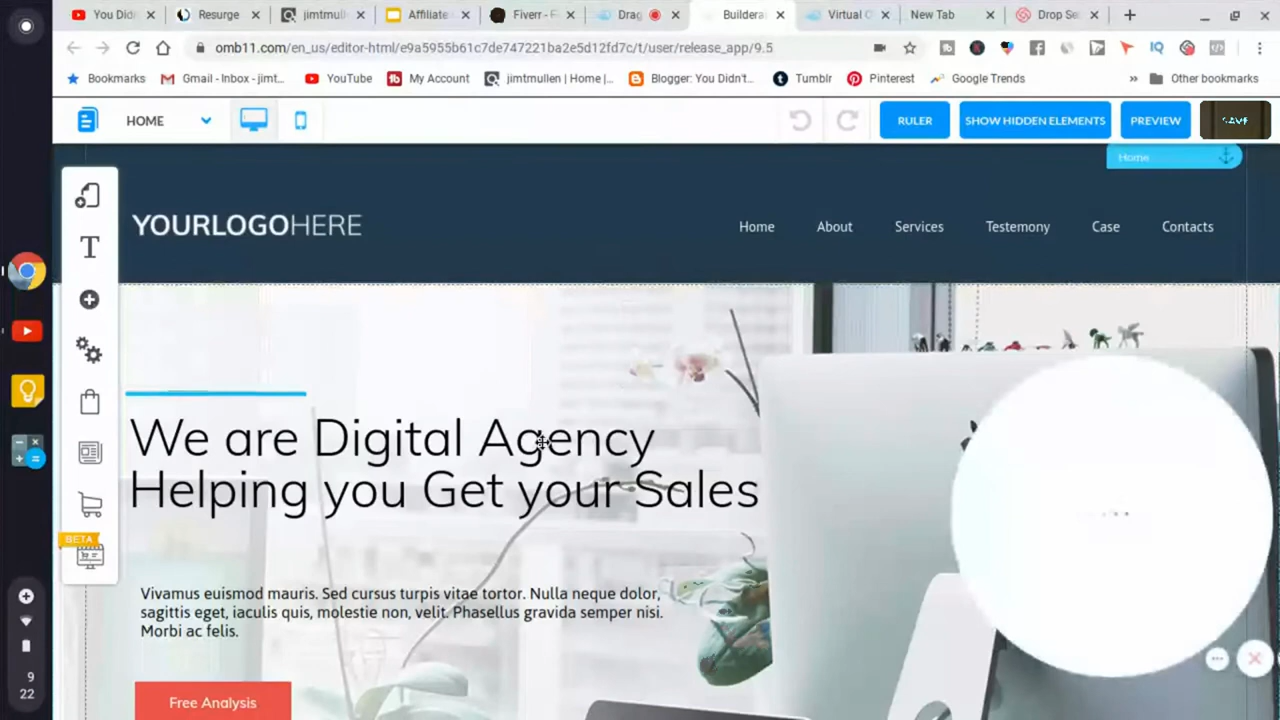 You Did
Resurge
jimtmull
Affiliate
Fiverr - F
Drag
Buildera
Virtual C
New Tab
Drop Se
omb11.com/en_us/editor-html/e9a5955b61c7de747221ba2e5d12fd7c/t/user/release_app/9.5
Bookmarks
Gmail - Inbox - jimt...
YouTube
My Account
jimtmullen | Home |...
Blogger: You Didn'...
Tumblr
Pinterest
Google Trends
»
Other bookmarks
HOME
RULER
SHOW HIDDEN ELEMENTS
PREVIEW
SAVE
Home
YOURLOGOHERE
Home
About
Services
Testemony
Case
Contacts
We are Digital Agency
Helping you Get your Sales
BETA
Vivamus euismod mauris. Sed cursus turpis vitae tortor. Nulla neque dolor,
sagittis eget, iaculis quis, molestie non, velit. Phasellus gravida semper nisi.
Morbi ac felis.
Free Analysis
9
22